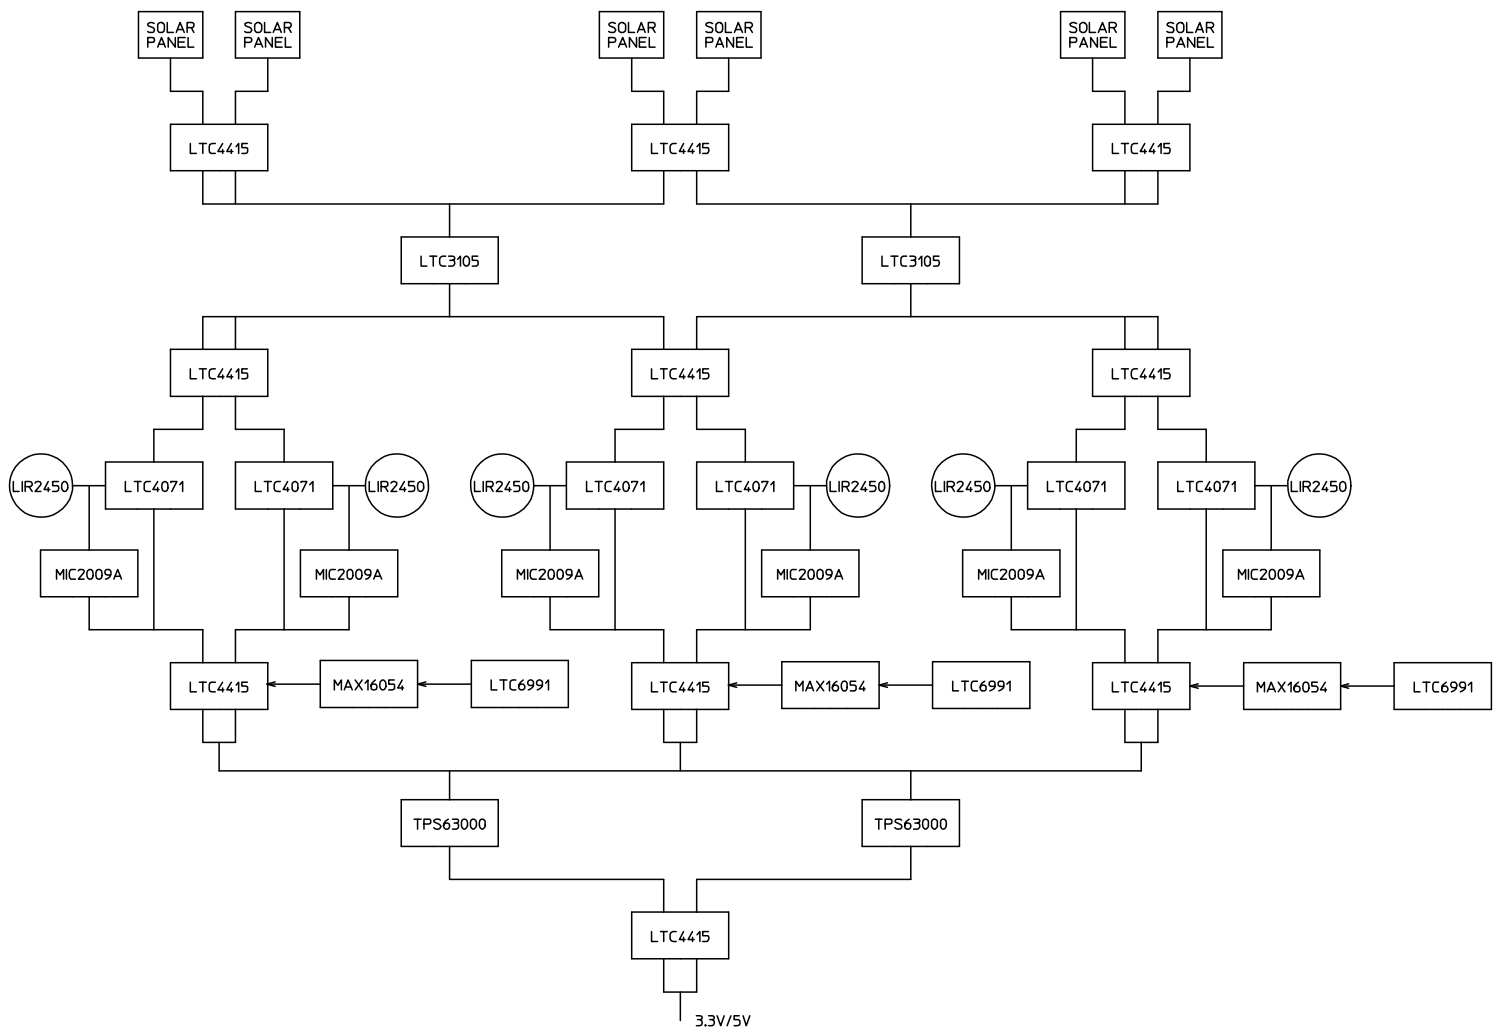 SOLAR
PANEL
SOLAR
PANEL
SOLAR
PANEL
SOLAR
PANEL
SOLAR
PANEL
SOLAR
PANEL
LTC4415
LTC4415
LTC4415
LTC3105
LTC3105
LTC4415
LTC4415
LTC4415
LIR2450
LTC4071
LTC4071
LIR2450
LIR2450
LTC4071
LTC4071
LIR2450
LIR2450
LTC4071
LTC4071
LIR2450
MIC2009A
MIC2009A
MIC2009A
MIC2009A
MIC2009A
MIC2009A
LTC4415
MAX16054
LTC6991
LTC4415
MAX16054
LTC6991
LTC4415
MAX16054
LTC6991
TPS63000
TPS63000
LTC4415
3.3V/5V